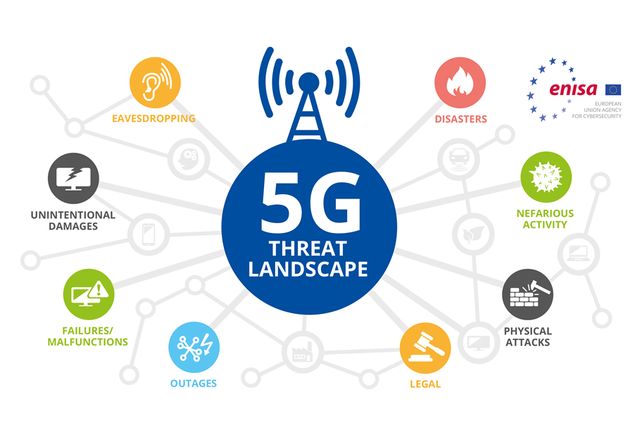 enisa
EUROPEAN
UNION AGENCY
FOR CYBERSECURITY
EAVESDROPPING
DISASTERS
5G
THREAT
LANDSCAPE
UNINTENTIONAL
DAMAGES
NEFARIOUS
ACTIVITY
FAILURES/
MALFUNCTIONS
PHYSICAL
ATTACKS
OUTAGES
LEGAL